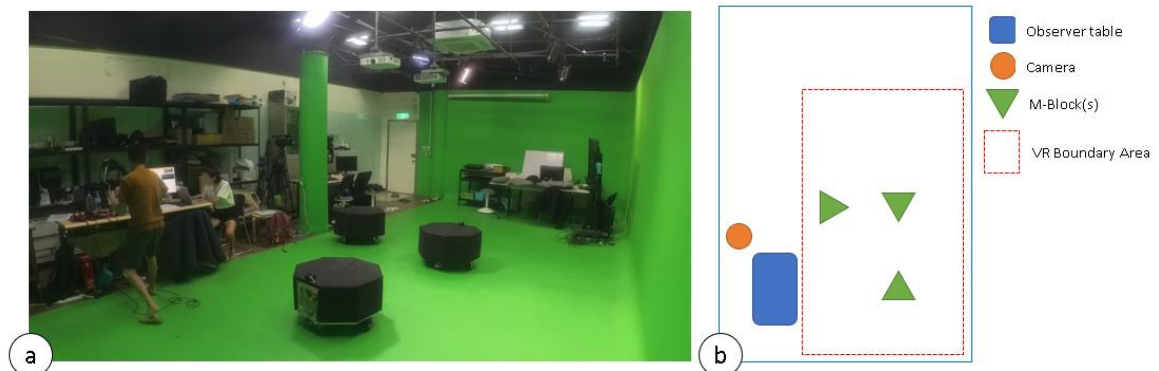 a
b
Observer table
Camera
M-Block(s)
VR Boundary Area